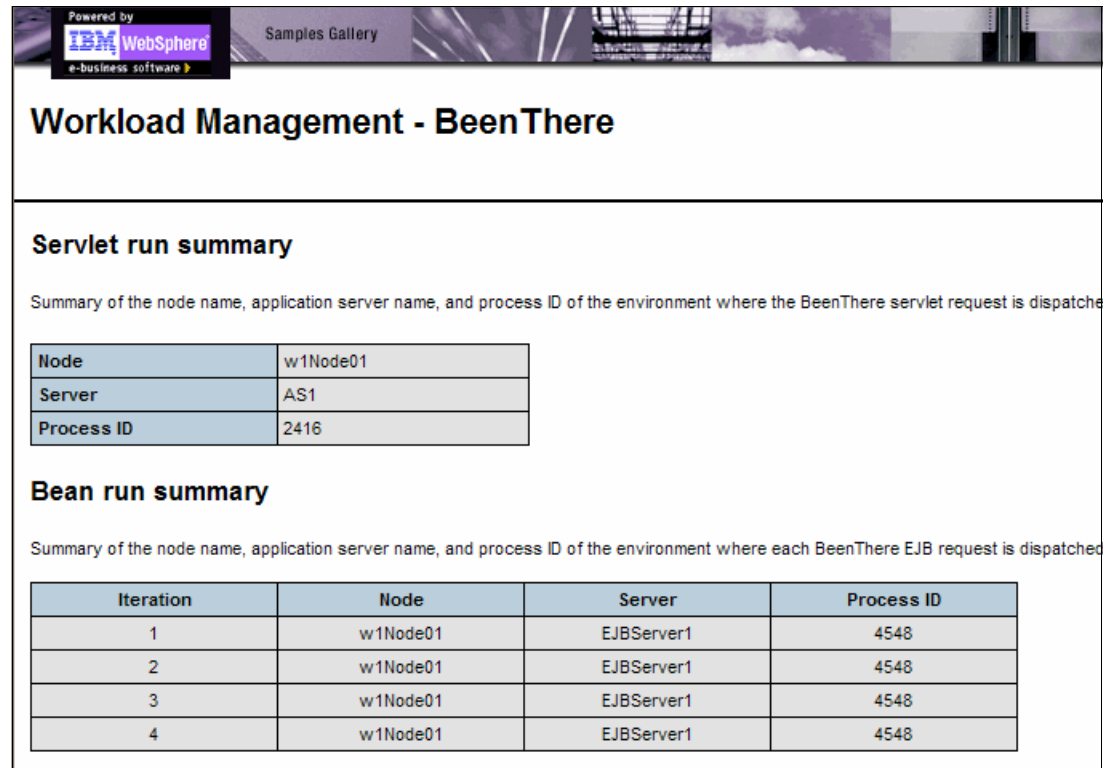 Powered by
IBM WebSphere
e-business software
Samples Gallery
Workload Management - BeenThere
Servlet run summary
Summary of the node name, application server name, and process ID of the environment where the BeenThere servlet request is dispatche
Node w1Node01
Server AS1
Process ID 2416
Bean run summary
Summary of the node name, application server name, and process ID of the environment where each BeenThere EJB request is dispatched
Iteration Node Server Process ID
1 w1Node01 EJBServer1 4548
2 w1Node01 EJBServer1 4548
3 w1Node01 EJBServer1 4548
4 w1Node01 EJBServer1 4548